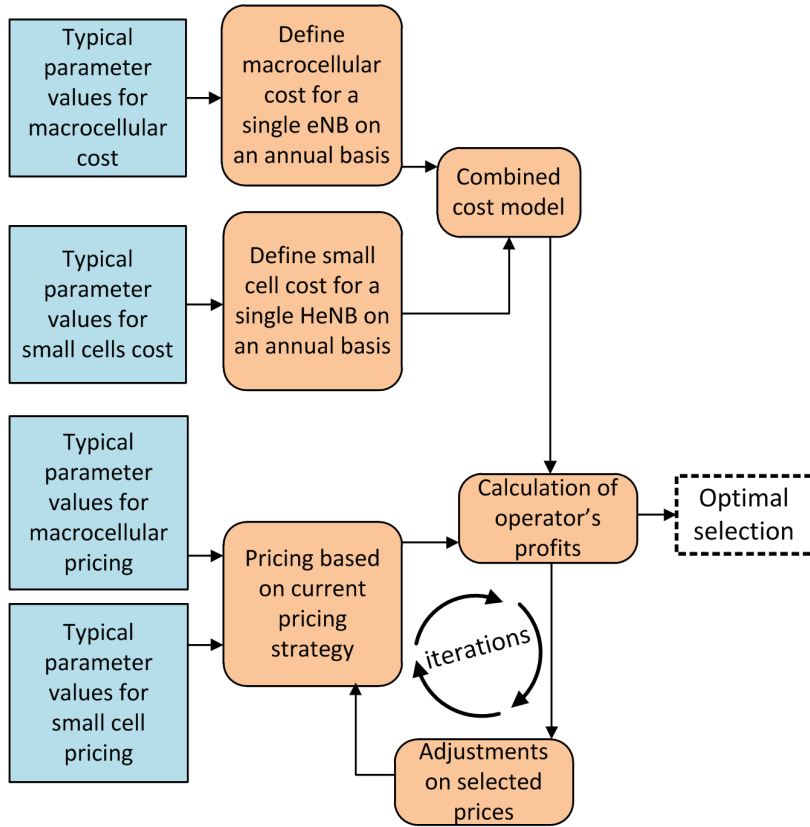 Typical
parameter
values for
macrocellular
cost
Define
macrocellular
cost for a
single eNB on
an annual basis
Combined
cost model
Typical
parameter
values for
small cells cost
Define small
cell cost for a
single HeNB on
an annual basis
Typical
parameter
values for
macrocellular
pricing
Calculation of
operator's
profits
Optimal
selection
Pricing based
on current
pricing
strategy
iterations
Typical
parameter
values for
small cell
pricing
Adjustments
on selected
prices